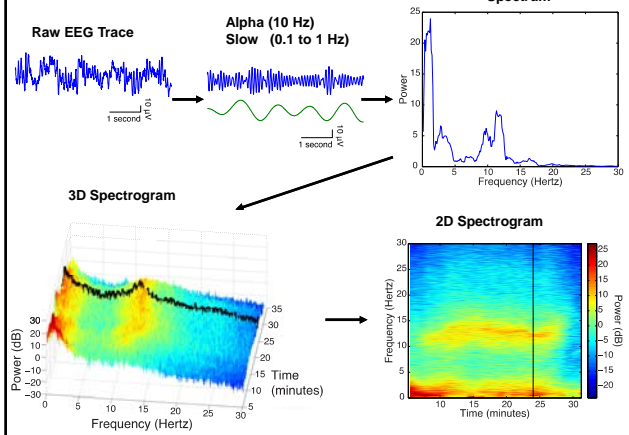 Spectrum
Alpha (10 Hz)
Slow (0.1 to 1 Hz)
Raw EEG Trace
1 second
10 µV
1 second
10 µV
25
20
15
10
5
0
Power
0 5 10 15 20 25 30
Frequency (Hertz)
3D Spectrogram
30
30
20
10
0
−10
−20
−30
Power (dB)
0 5 10 15 20 25 30
Frequency (Hertz)
5
10
15
20
25
30
35
Time
(minutes)
2D Spectrogram
30
25
20
15
10
5
0
Frequency (Hertz)
10 15 20 25 30
Time (minutes)
25
20
15
10
5
0
−5
−10
−15
−20
Power (dB)